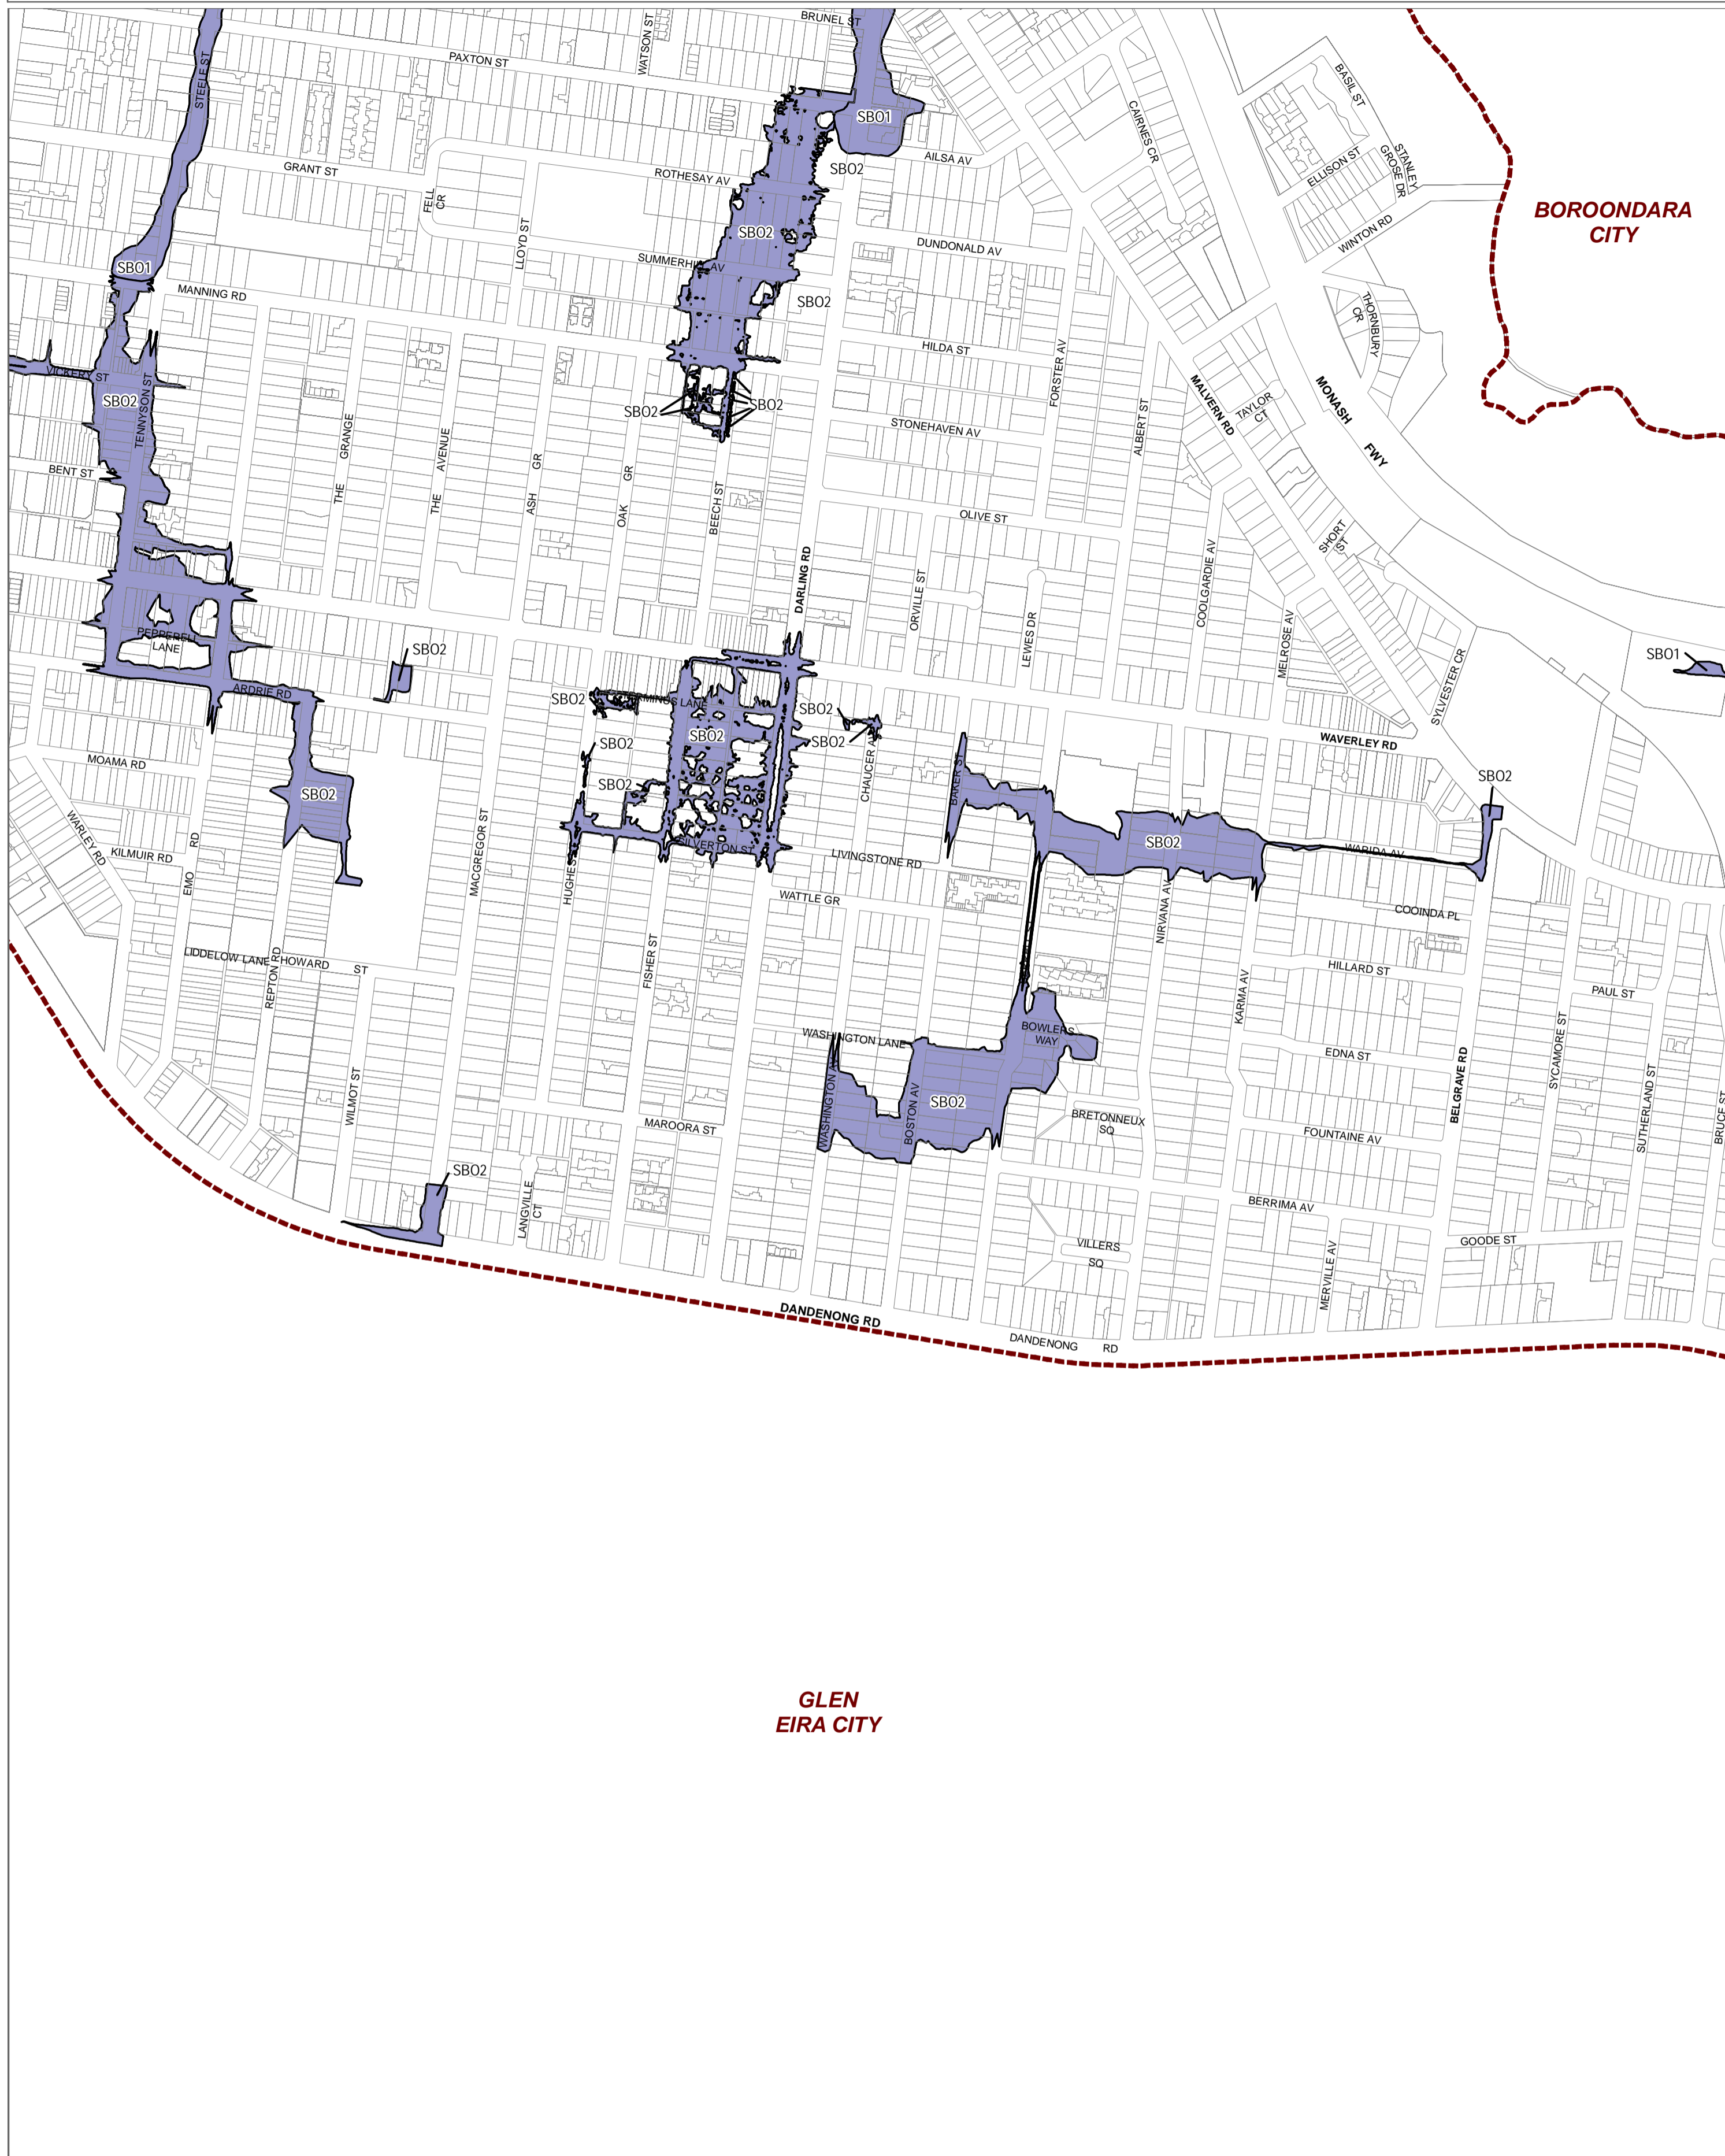 BRUNEL ST
WATSON ST
PAXTON ST
STEELE ST
BASIL ST
CAIRNES CR
SBO1
STANLEY
GROSE DR
ELLISON ST
AILSA AV
GRANT ST
SBO2
ROTHESAY AV
FELL
CR
BOROONDARA
CITY
WINTON RD
SBO2
DUNDONALD AV
LLOYD ST
SUMMERHILL AV
SBO1
MANNING RD
SBO2
THORNBURY
CR
HILDA ST
FORSTER AV
VICKERY ST
MALVERN RD
MONASH
FWY
TAYLOR
CT
SBO2
TENNYSON ST
SBO2
SBO2
STONEHAVEN AV
ALBERT ST
THE
GRANGE
THE
AVENUE
ASH
GR
OAK
GR
BENT ST
BEECH ST
OLIVE ST
SHORT
ST
DARLING RD
COOLGARDIE AV
ORVILLE ST
LEWES DR
MELROSE AV
PEPPERELL
LANE
SBO2
SBO1
SYLVESTER CR
ARDRIE RD
SBO2
TERMINUS LANE
SBO2
SBO2
SBO2
SBO2
WAVERLEY RD
MOAMA RD
CHAUCER AV
BAKER ST
SBO2
SBO2
SBO2
WARLEY RD
MACGREGOR ST
KILMUIR RD
EMO
RD
SILVERTON ST
SBO2
WARIDA AV
LIVINGSTONE RD
HUGHES
WATTLE GR
NIRVANA AV
COOINDA PL
LIDDELOW LANE
HOWARD
ST
REPTON RD
FISHER ST
HILLARD ST
KARMA AV
PAUL ST
WASHINGTON LANE
BOWLERS
WAY
EDNA ST
SYCAMORE ST
BELGRAVE RD
WILMOT ST
WASHINGTON AV
BOSTON AV
SBO2
SUTHERLAND ST
BRUCE ST
MAROORA ST
BRETONNEUX
SQ
FOUNTAINE AV
SBO2
LANGVILLE
CT
BERRIMA AV
VILLERS
SQ
GOODE ST
MERVILLE AV
DANDENONG RD
DANDENONG
RD
GLEN
EIRA CITY